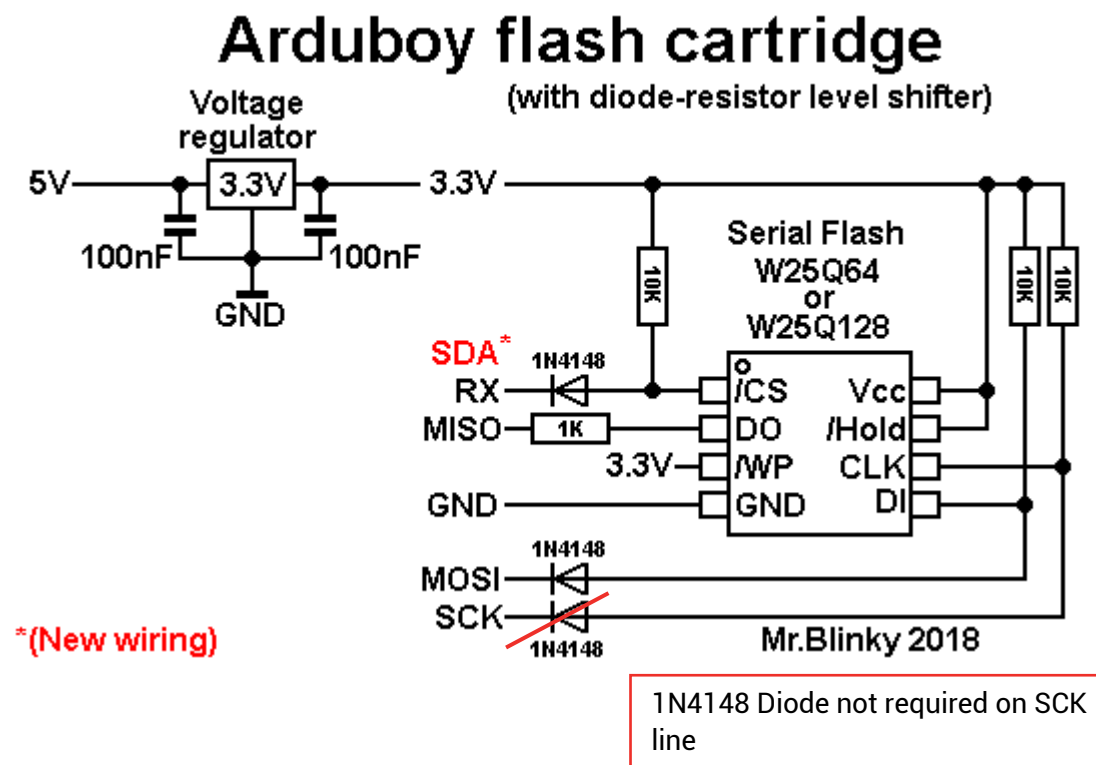 Arduboy flash cartridge
(with diode-resistor level shifter)
Voltage
regulator
5V
3.3V
3.3V
100nF
100nF
GND
Serial Flash
W25Q64
or
W25Q128
10K
10K
10K
SDA*
1N4148
RX
/CS
Vcc
MISO
1K
DO
/Hold
3.3V
/WP
CLK
GND
GND
DI
1N4148
MOSI
SCK
1N4148
*(New wiring)
Mr.Blinky 2018
1N4148 Diode not required on SCK
line